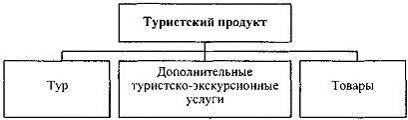 Туристский продукт
Тур
Дополнительные
туристско-экскурсионные
услуги
Товары